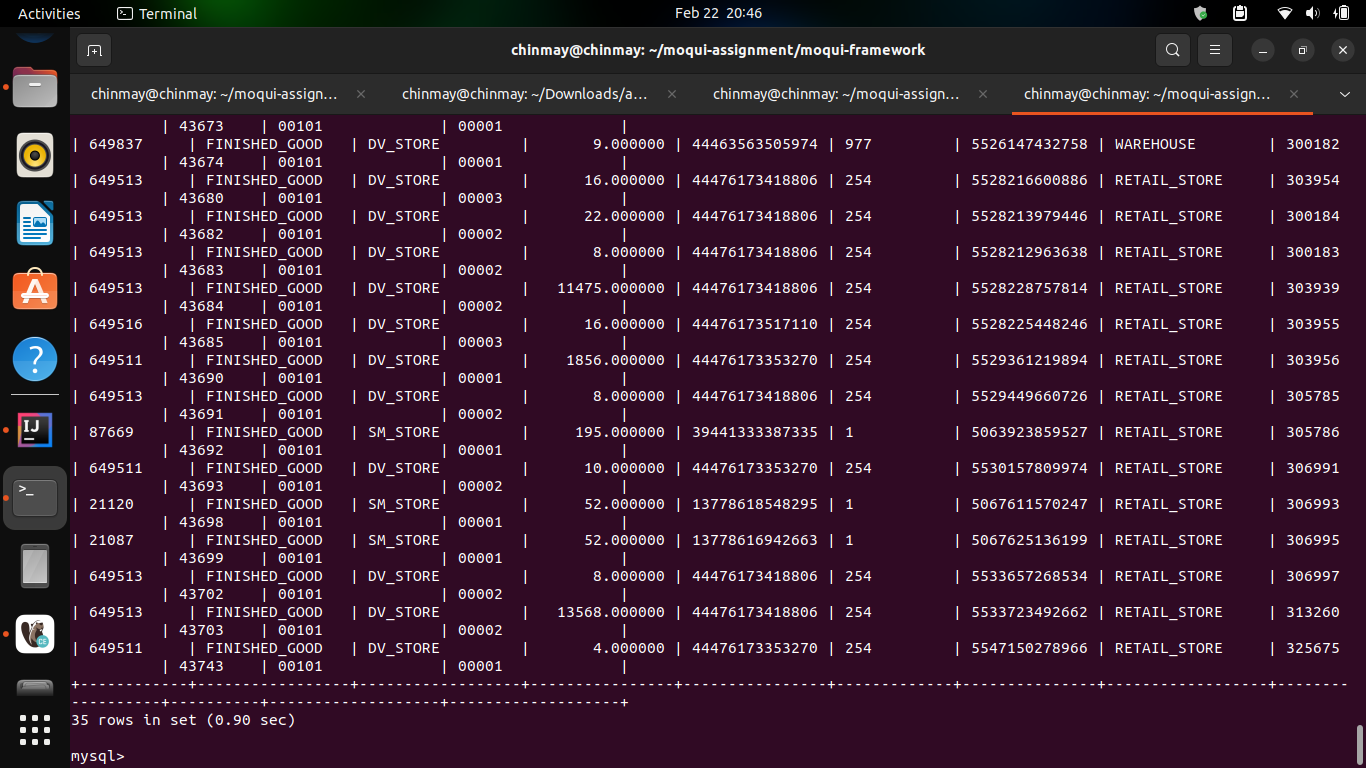 Activities Terminal Feb 22 20:46
chinmay@chinmay: ~/moqui-assignment/moqui-framework
chinmay@chinmay: ~/moqui-assign... × chinmay@chinmay: ~/Downloads/a... × chinmay@chinmay: ~/moqui-assign... × chinmay@chinmay: ~/moqui-assign... ×
| 43673 | 00101 | 00001 |
| 649837 | FINISHED_GOOD | DV_STORE | 9.000000 | 44463563505974 | 977 | 5526147432758 | WAREHOUSE | 300182
| 43674 | 00101 | 00001 |
| 649513 | FINISHED_GOOD | DV_STORE | 16.000000 | 44476173418806 | 254 | 5528216600886 | RETAIL_STORE | 303954
| 43680 | 00101 | 00003 |
| 649513 | FINISHED_GOOD | DV_STORE | 22.000000 | 44476173418806 | 254 | 5528213979446 | RETAIL_STORE | 300184
| 43682 | 00101 | 00002 |
| 649513 | FINISHED_GOOD | DV_STORE | 8.000000 | 44476173418806 | 254 | 5528212963638 | RETAIL_STORE | 300183
| 43683 | 00101 | 00002 |
| 649513 | FINISHED_GOOD | DV_STORE | 11475.000000 | 44476173418806 | 254 | 5528228757814 | RETAIL_STORE | 303939
| 43684 | 00101 | 00002 |
| 649516 | FINISHED_GOOD | DV_STORE | 16.000000 | 44476173517110 | 254 | 5528225448246 | RETAIL_STORE | 303955
| 43685 | 00101 | 00003 |
| 649511 | FINISHED_GOOD | DV_STORE | 1856.000000 | 44476173353270 | 254 | 5529361219894 | RETAIL_STORE | 303956
| 43690 | 00101 | 00001 |
| 649513 | FINISHED_GOOD | DV_STORE | 8.000000 | 44476173418806 | 254 | 5529449660726 | RETAIL_STORE | 305785
| 43691 | 00101 | 00002 |
| 87669 | FINISHED_GOOD | SM_STORE | 195.000000 | 39441333387335 | 1 | 5063923859527 | RETAIL_STORE | 305786
| 43692 | 00101 | 00001 |
| 649511 | FINISHED_GOOD | DV_STORE | 10.000000 | 44476173353270 | 254 | 5530157809974 | RETAIL_STORE | 306991
| 43693 | 00101 | 00002 |
| 21120 | FINISHED_GOOD | SM_STORE | 52.000000 | 13778618548295 | 1 | 5067611570247 | RETAIL_STORE | 306993
| 43698 | 00101 | 00001 |
| 21087 | FINISHED_GOOD | SM_STORE | 52.000000 | 13778616942663 | 1 | 5067625136199 | RETAIL_STORE | 306995
| 43699 | 00101 | 00001 |
| 649513 | FINISHED_GOOD | DV_STORE | 8.000000 | 44476173418806 | 254 | 5533657268534 | RETAIL_STORE | 306997
| 43702 | 00101 | 00002 |
| 649513 | FINISHED_GOOD | DV_STORE | 13568.000000 | 44476173418806 | 254 | 5533723492662 | RETAIL_STORE | 313260
| 43703 | 00101 | 00002 |
| 649511 | FINISHED_GOOD | DV_STORE | 4.000000 | 44476173353270 | 254 | 5547150278966 | RETAIL_STORE | 325675
| 43743 | 00101 | 00001 |
+------------+-----------------+------------------+----------------+----------------+-------------+---------------+------------------+--------
----------+----------+-------------------+-------------------+
35 rows in set (0.90 sec)
mysql>
IJ
>_
CE
?